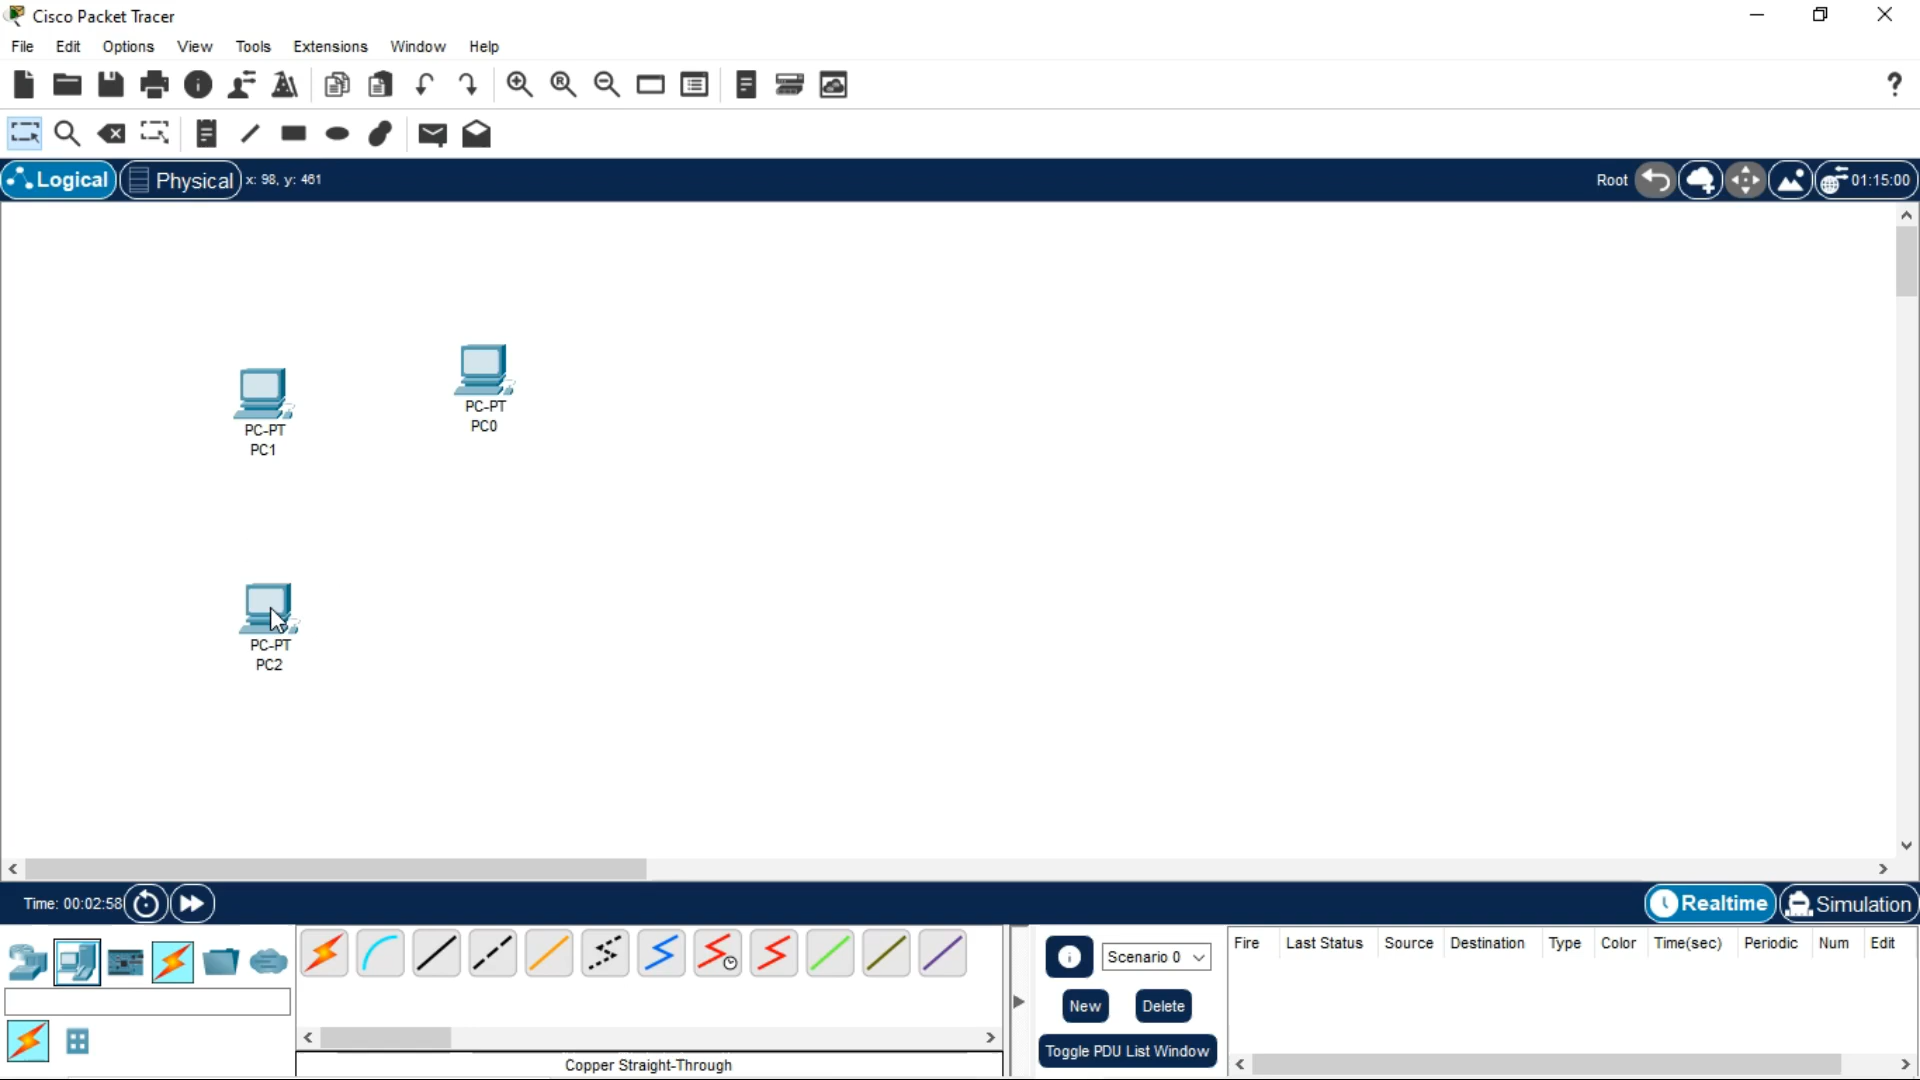 Cisco Packet Tracer
File Edit Options View Tools Extensions Window Help
Logical Physical x: 98, y: 461 Root 01:15:00
PC-PT
PC0
PC-PT
PC1
PC-PT
PC2
Time: 00:02:58 Realtime Simulation
Scenario 0
New Delete
Toggle PDU List Window
Fire Last Status Source Destination Type Color Time(sec) Periodic Num Edit
Copper Straight-Through